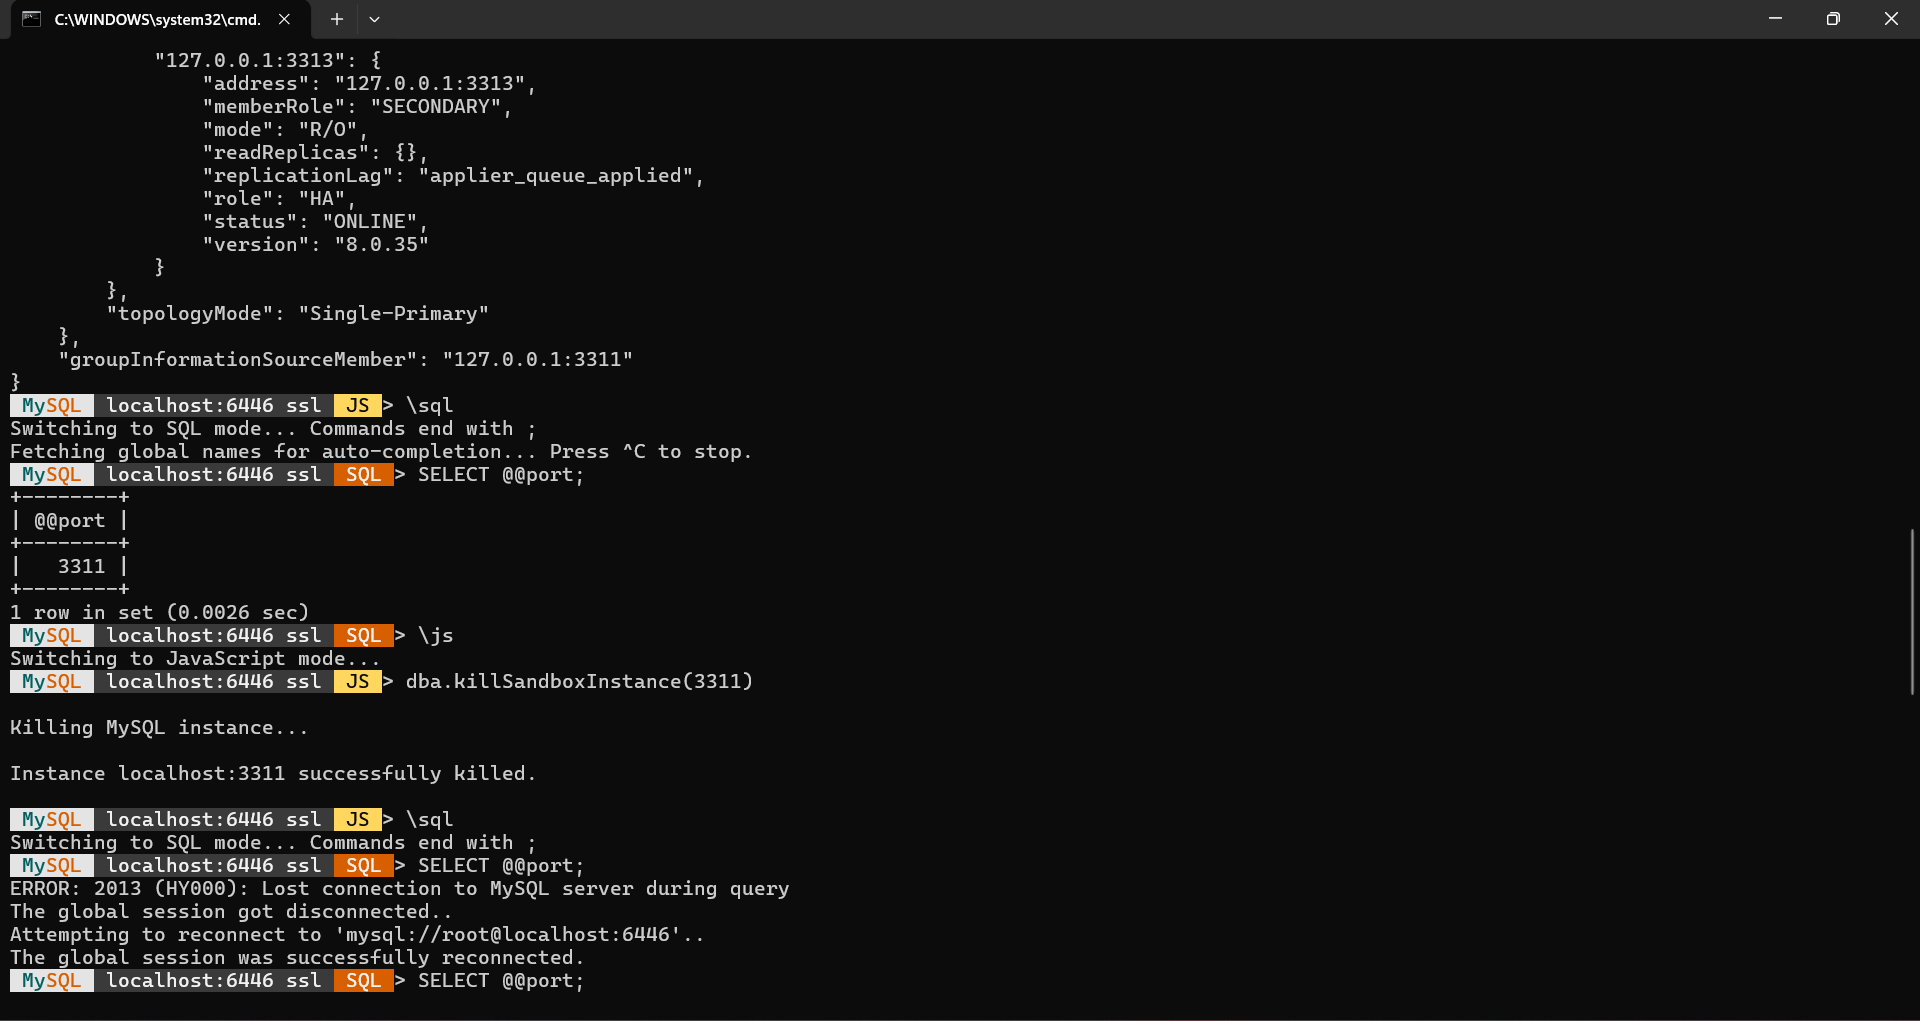 C:\WINDOWS\system32\cmd.
            "127.0.0.1:3313": {
                "address": "127.0.0.1:3313",
                "memberRole": "SECONDARY",
                "mode": "R/O",
                "readReplicas": {},
                "replicationLag": "applier_queue_applied",
                "role": "HA",
                "status": "ONLINE",
                "version": "8.0.35"
            }
        },
        "topologyMode": "Single-Primary"
    },
    "groupInformationSourceMember": "127.0.0.1:3311"
}
 MySQL  localhost:6446 ssl  JS > \sql
Switching to SQL mode... Commands end with ;
Fetching global names for auto-completion... Press ^C to stop.
 MySQL  localhost:6446 ssl  SQL > SELECT @@port;
+--------+
| @@port |
+--------+
|   3311 |
+--------+
1 row in set (0.0026 sec)
 MySQL  localhost:6446 ssl  SQL > \js
Switching to JavaScript mode...
 MySQL  localhost:6446 ssl  JS > dba.killSandboxInstance(3311)
Killing MySQL instance...
Instance localhost:3311 successfully killed.
 MySQL  localhost:6446 ssl  JS > \sql
Switching to SQL mode... Commands end with ;
 MySQL  localhost:6446 ssl  SQL > SELECT @@port;
ERROR: 2013 (HY000): Lost connection to MySQL server during query
The global session got disconnected..
Attempting to reconnect to 'mysql://root@localhost:6446'..
The global session was successfully reconnected.
 MySQL  localhost:6446 ssl  SQL > SELECT @@port;